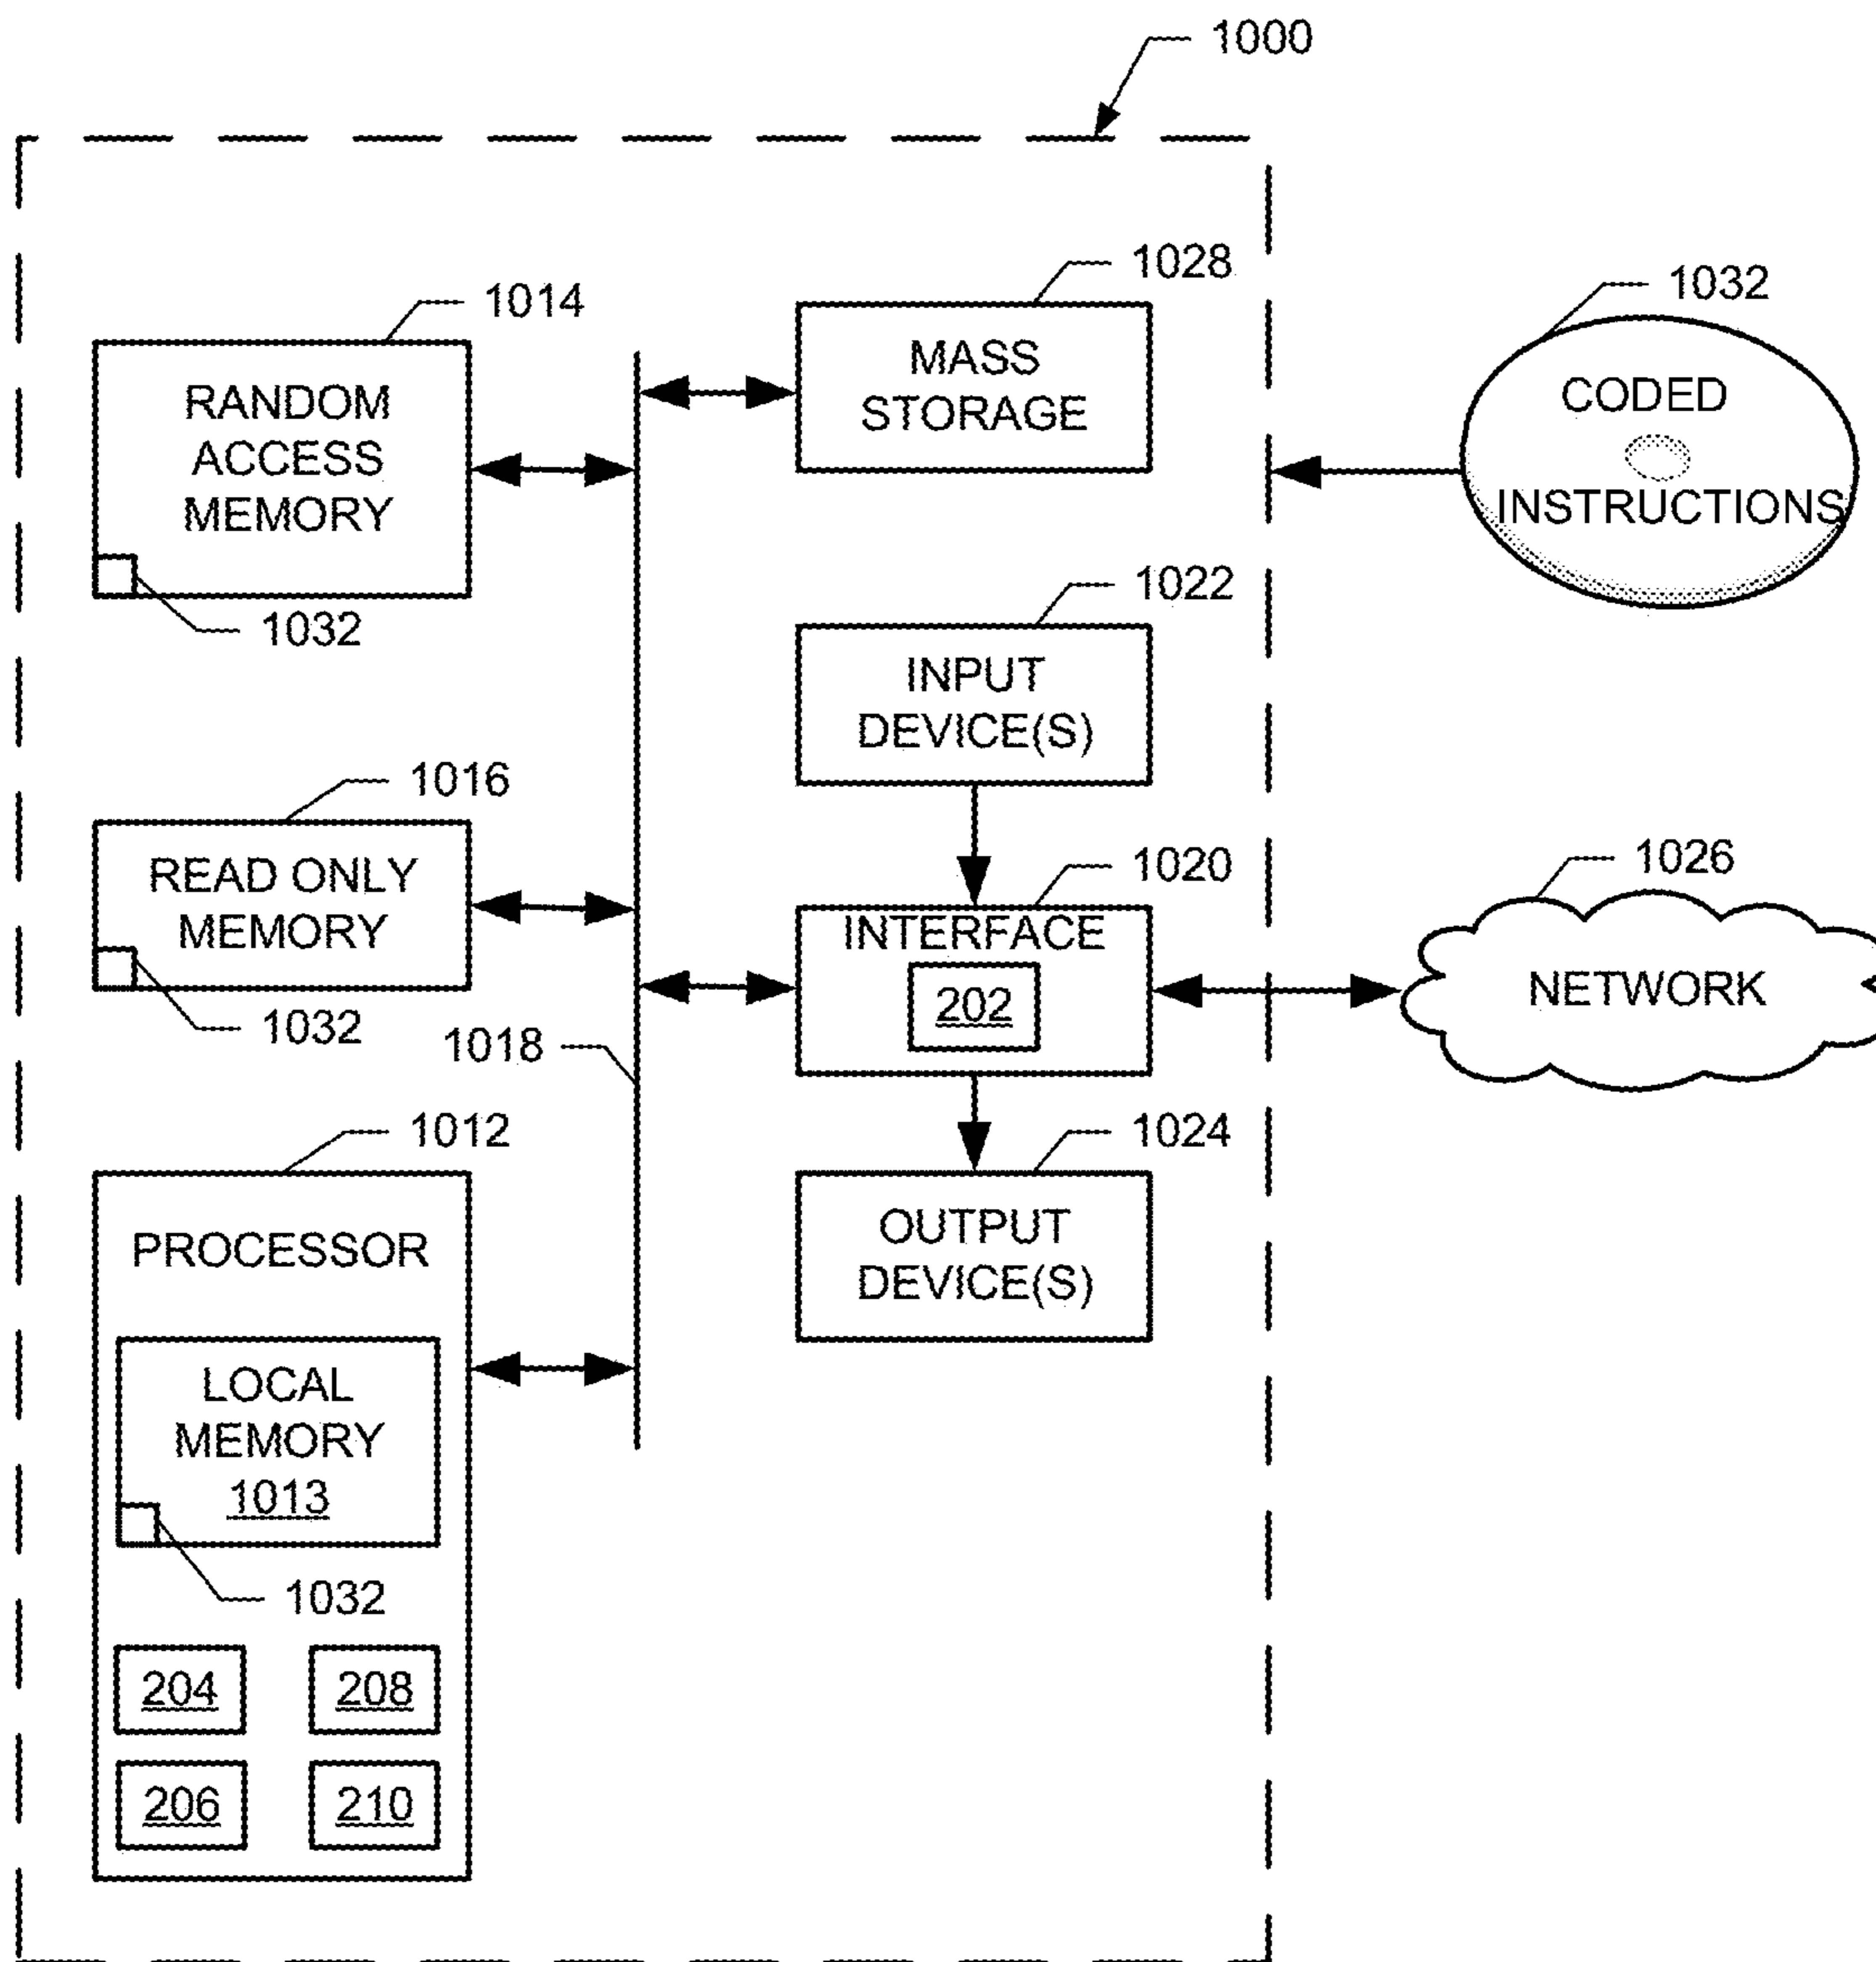 1000
1014
RANDOM
ACCESS
MEMORY
1032
1028
MASS
STORAGE
1032
CODED
INSTRUCTIONS
1022
INPUT
DEVICE(S)
1016
READ ONLY
MEMORY
1032
1018
1020
INTERFACE
202
1026
NETWORK
1012
PROCESSOR
LOCAL
MEMORY
1013
1032
204
208
206
210
1024
OUTPUT
DEVICE(S)